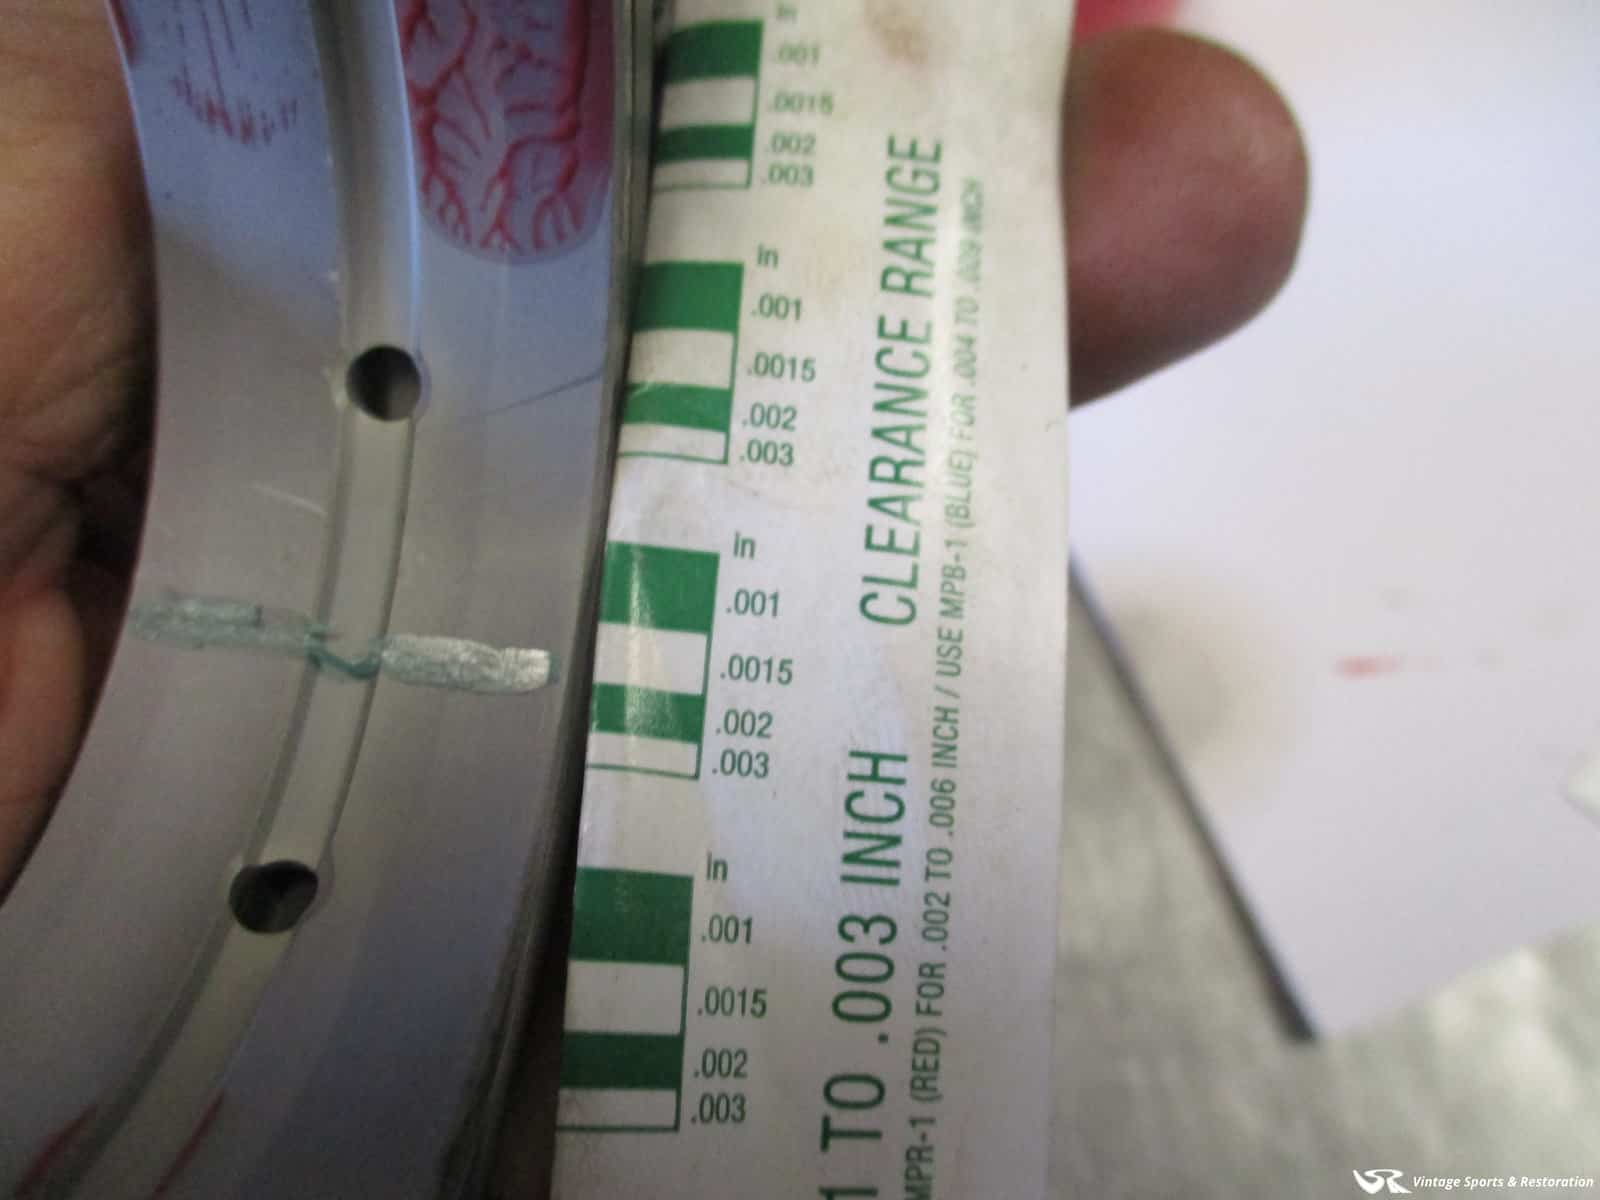 in
.001
.0015
.002
.003
in
.001
.0015
.002
.003
in
.001
.0015
.002
.003
in
.001
.0015
.002
.003
1 TO .003 INCH CLEARANCE RANGE
MPR-1 (RED) FOR .002 TO .006 INCH / USE MPB-1 (BLUE) FOR .004 TO .009 INCH
Vintage Sports & Restoration